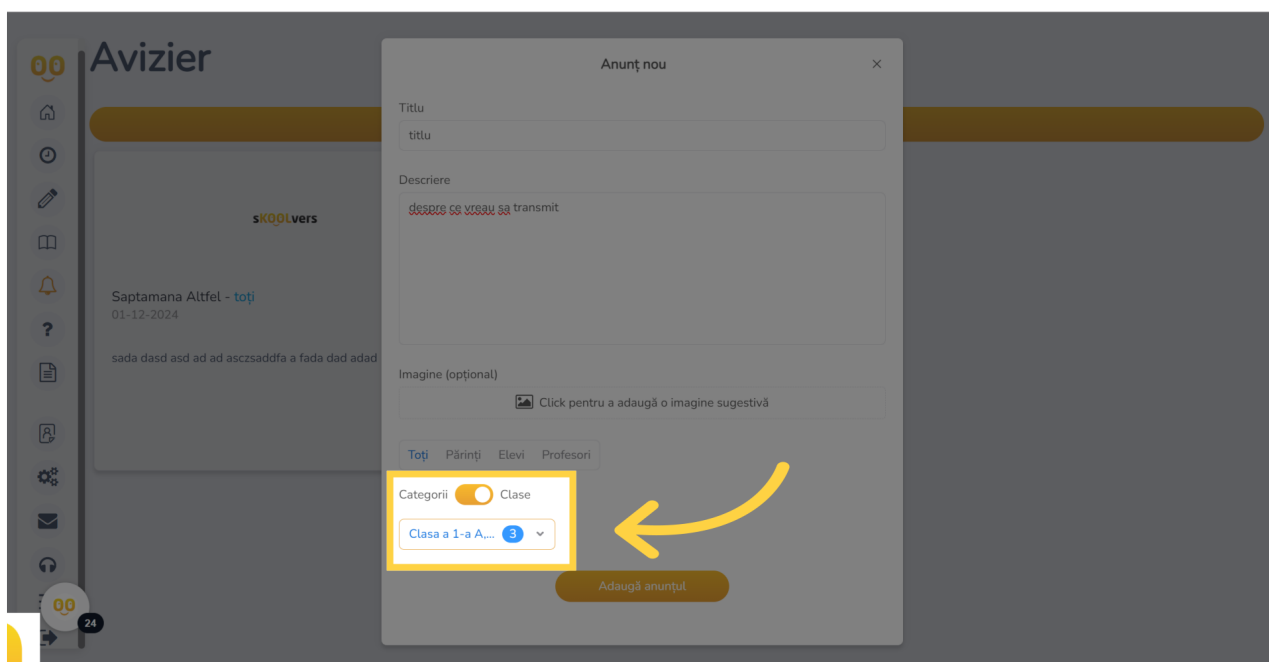 Avizier
sKOOLvers
Saptamana Altfel - toți
01-12-2024
sada dasd asd ad ad asczsaddfa a fada dad adad
24
Anunț nou
Titlu
titlu
Descriere
despre ce vreau sa transmit
Imagine (opțional)
Click pentru a adaugă o imagine sugestivă
Toți Părinți Elevi Profesori
Categorii Clase
Clasa a 1-a A,... 3
Adaugă anunțul